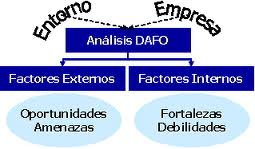 Entorno
Empresa
Análisis DAFO
Factores Externos
Factores Internos
Oportunidades
Amenazas
Fortalezas
Debilidades